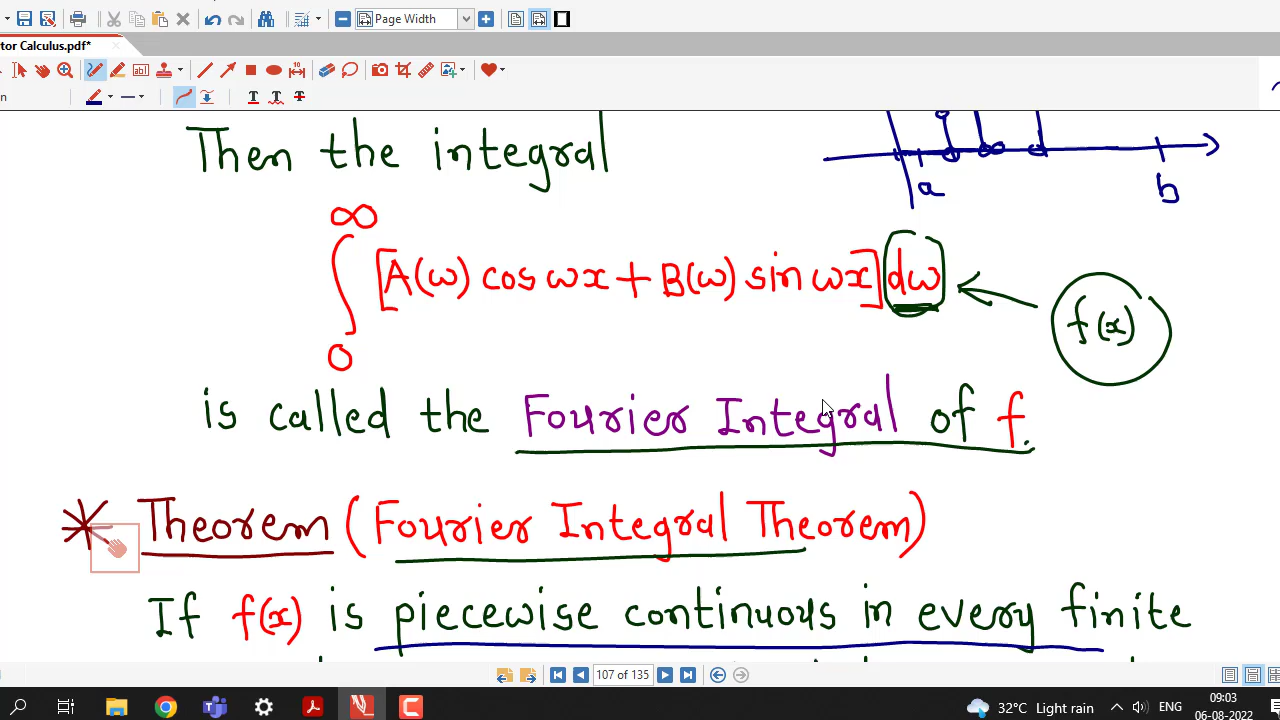 Page Width
tor Calculus.pdf*
Then the integral
a
b
∞
∫ [A(ω) cos ωx + B(ω) sin ωx] dω
f(x)
0
is called the Fourier Integral of f.
* Theorem (Fourier Integral Theorem)
If f(x) is piecewise continuous in every finite
107 of 135
32°C Light rain
09:03
06-08-2022